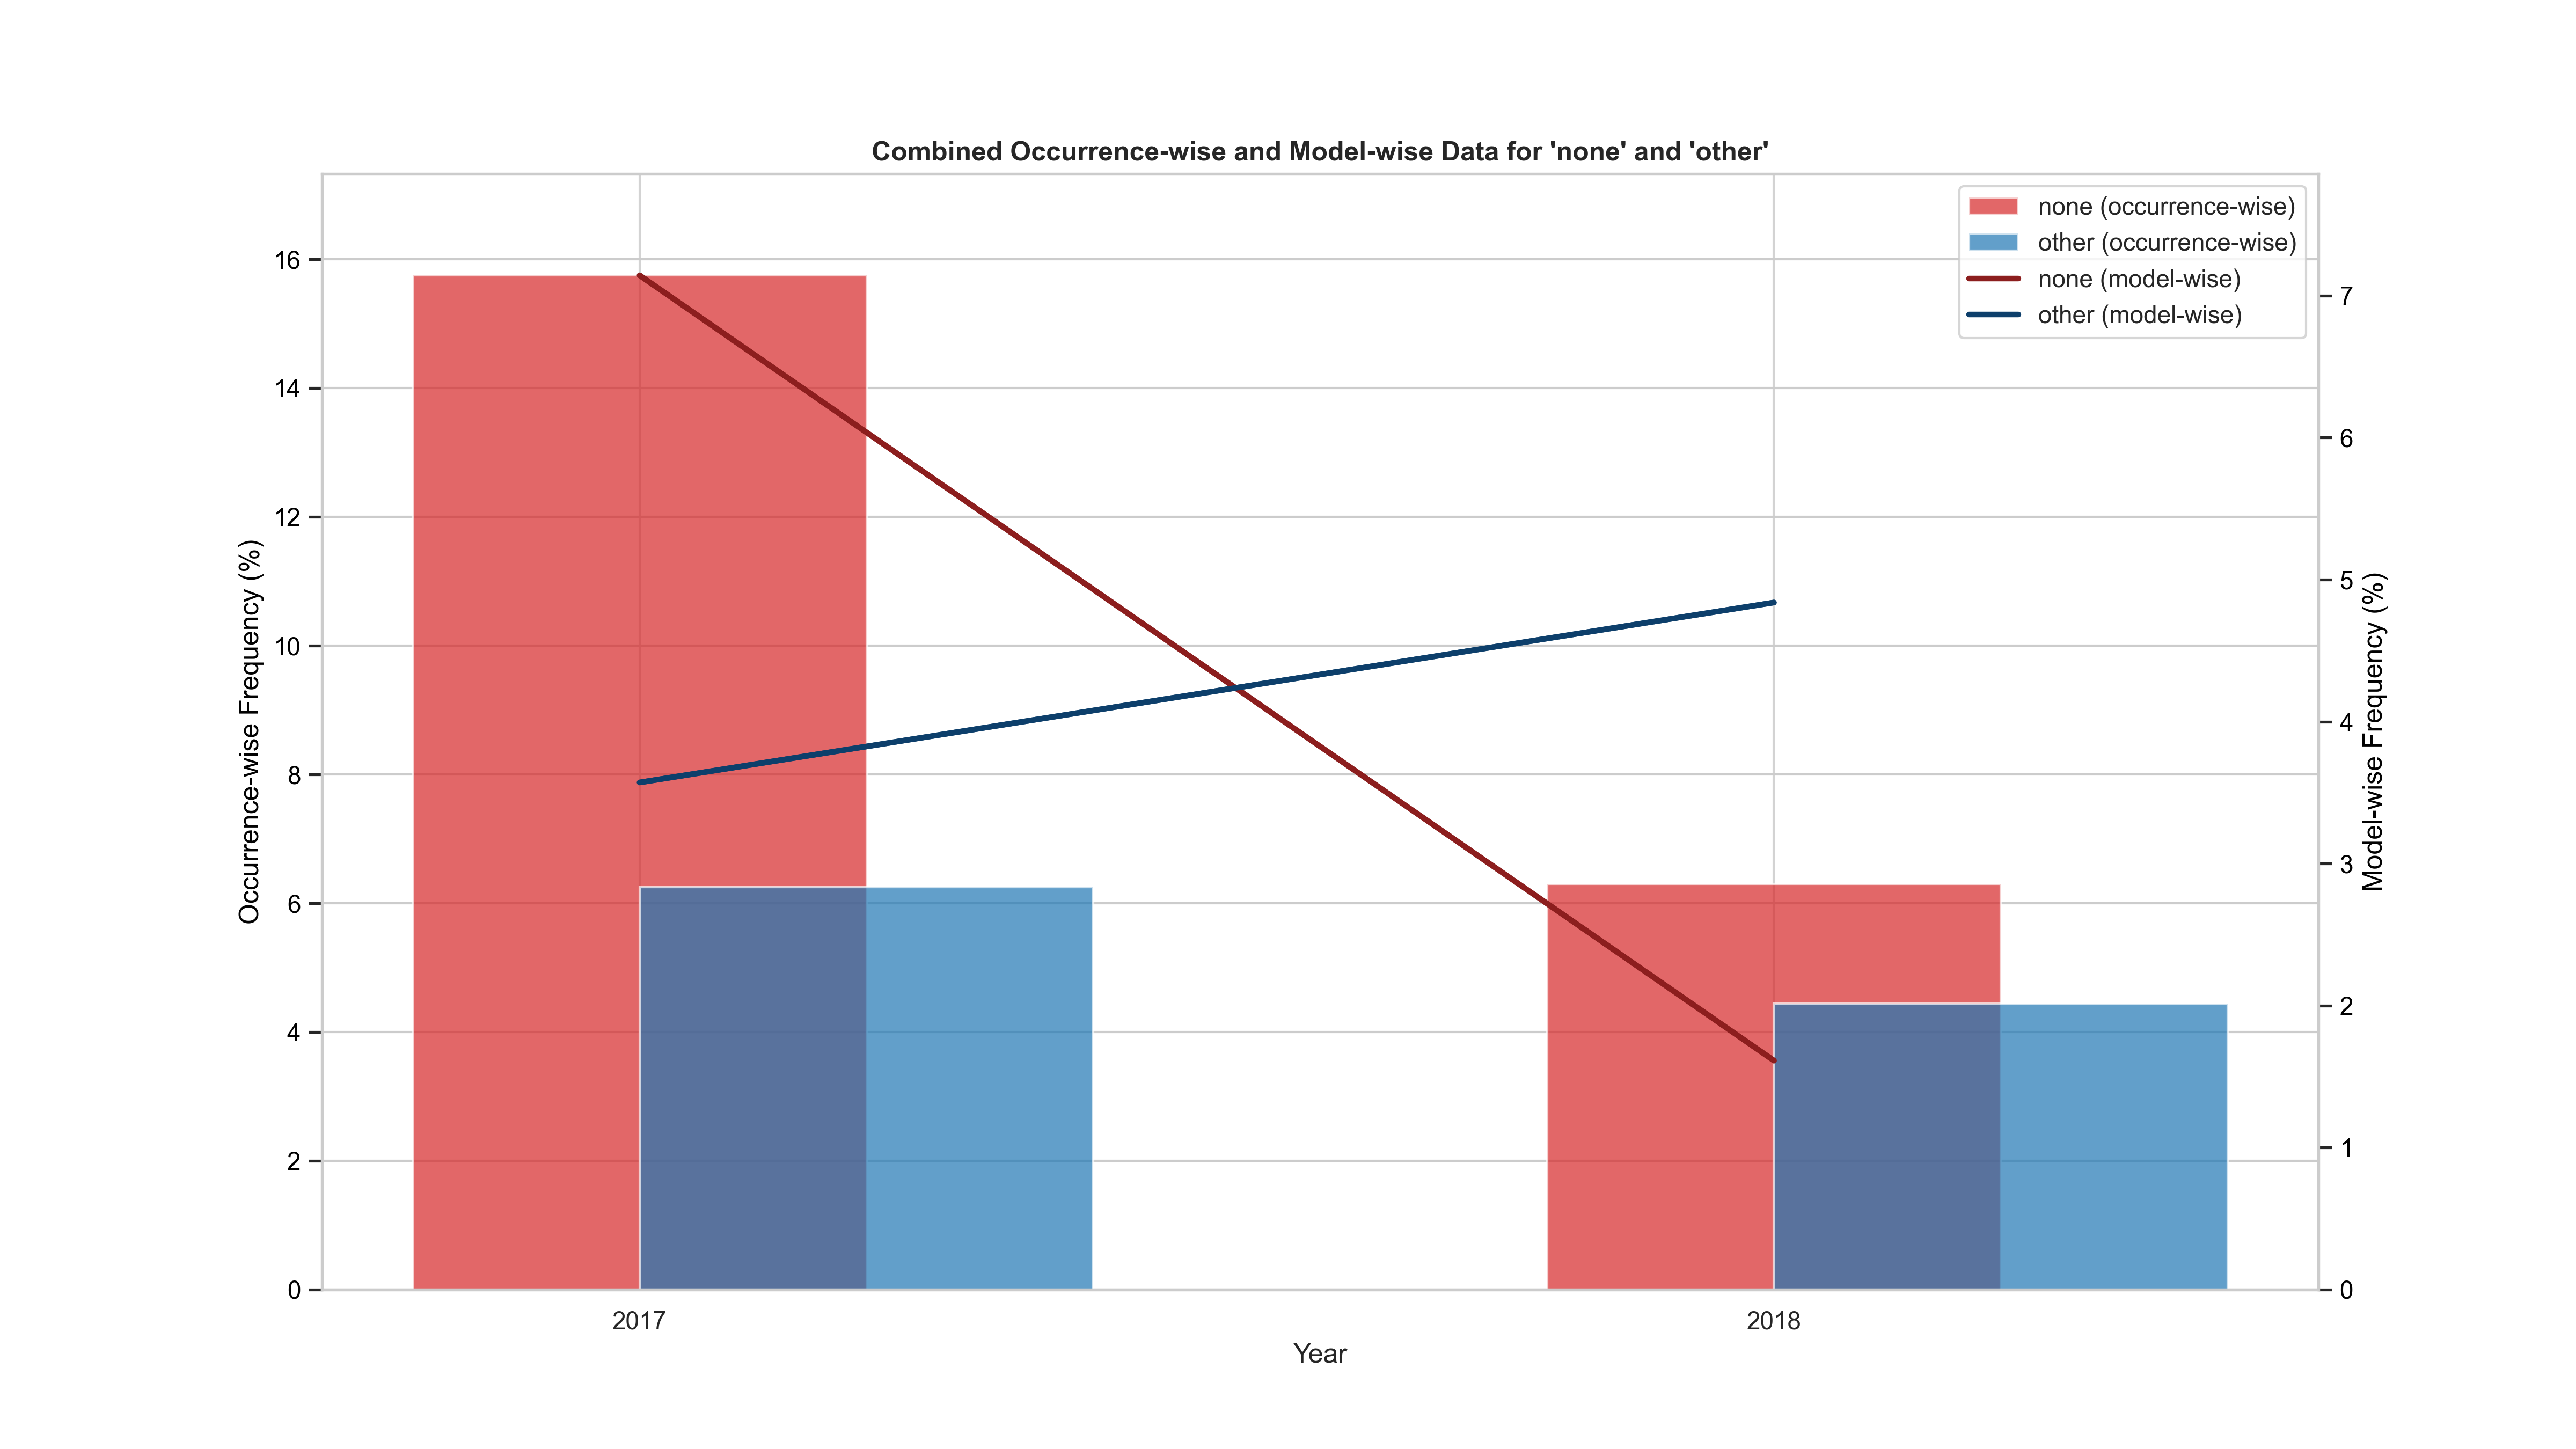 Combined Occurrence-wise and Model-wise Data for 'none' and 'other'
none (occurrence-wise)
other (occurrence-wise)
none (model-wise)
other (model-wise)
Occurrence-wise Frequency (%)
16
14
12
10
8
6
4
2
0
7
6
5
4
3
2
1
0
Model-wise Frequency (%)
2017
2018
Year